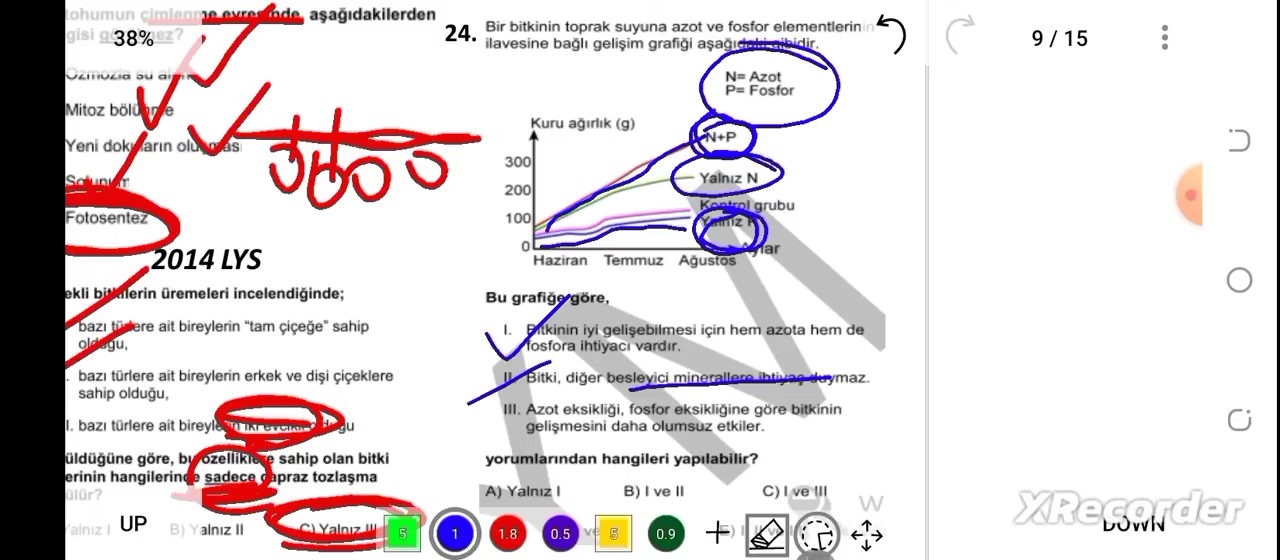 tohumun çimlenme evresinde, aşağıdakilerden
gisi görülmez?
38%
Ozmozla su alını
Mitoz bölünme
Yeni dokuların oluşması
Solunum
Fotosentez
2014 LYS
ekli bitkilerin üremeleri incelendiğinde;
bazı türlere ait bireylerin “tam çiçeğe” sahip
olduğu,
bazı türlere ait bireylerin erkek ve dişi çiçeklere
sahip olduğu,
I. bazı türlere ait bireylerin iki evcikli olduğu
üldüğüne göre, bu özelliklere sahip olan bitki
erinin hangilerinde sadece çapraz tozlaşma
ülür?
UP
alnız I
B) Yalnız II
C) Yalnız III
24. Bir bitkinin toprak suyuna azot ve fosfor elementlerinin
ilavesine bağlı gelişim grafiği aşağıdaki gibidir.
N= Azot
P= Fosfor
Kuru ağırlık (g)
300
200
100
0
N+P
Yalnız N
Kontrol grubu
Yalnız P
Aylar
Haziran Temmuz Ağustos
Bu grafiğe göre,
I. Bitkinin iyi gelişebilmesi için hem azota hem de
fosfora ihtiyacı vardır.
II. Bitki, diğer besleyici minerallere ihtiyaç duymaz.
III. Azot eksikliği, fosfor eksikliğine göre bitkinin
gelişmesini daha olumsuz etkiler.
yorumlarından hangileri yapılabilir?
A) Yalnız I
B) I ve II
C) I ve III
5
1
1.8
0.5
5
0.9
W
9 / 15
XRecorder
DOWN